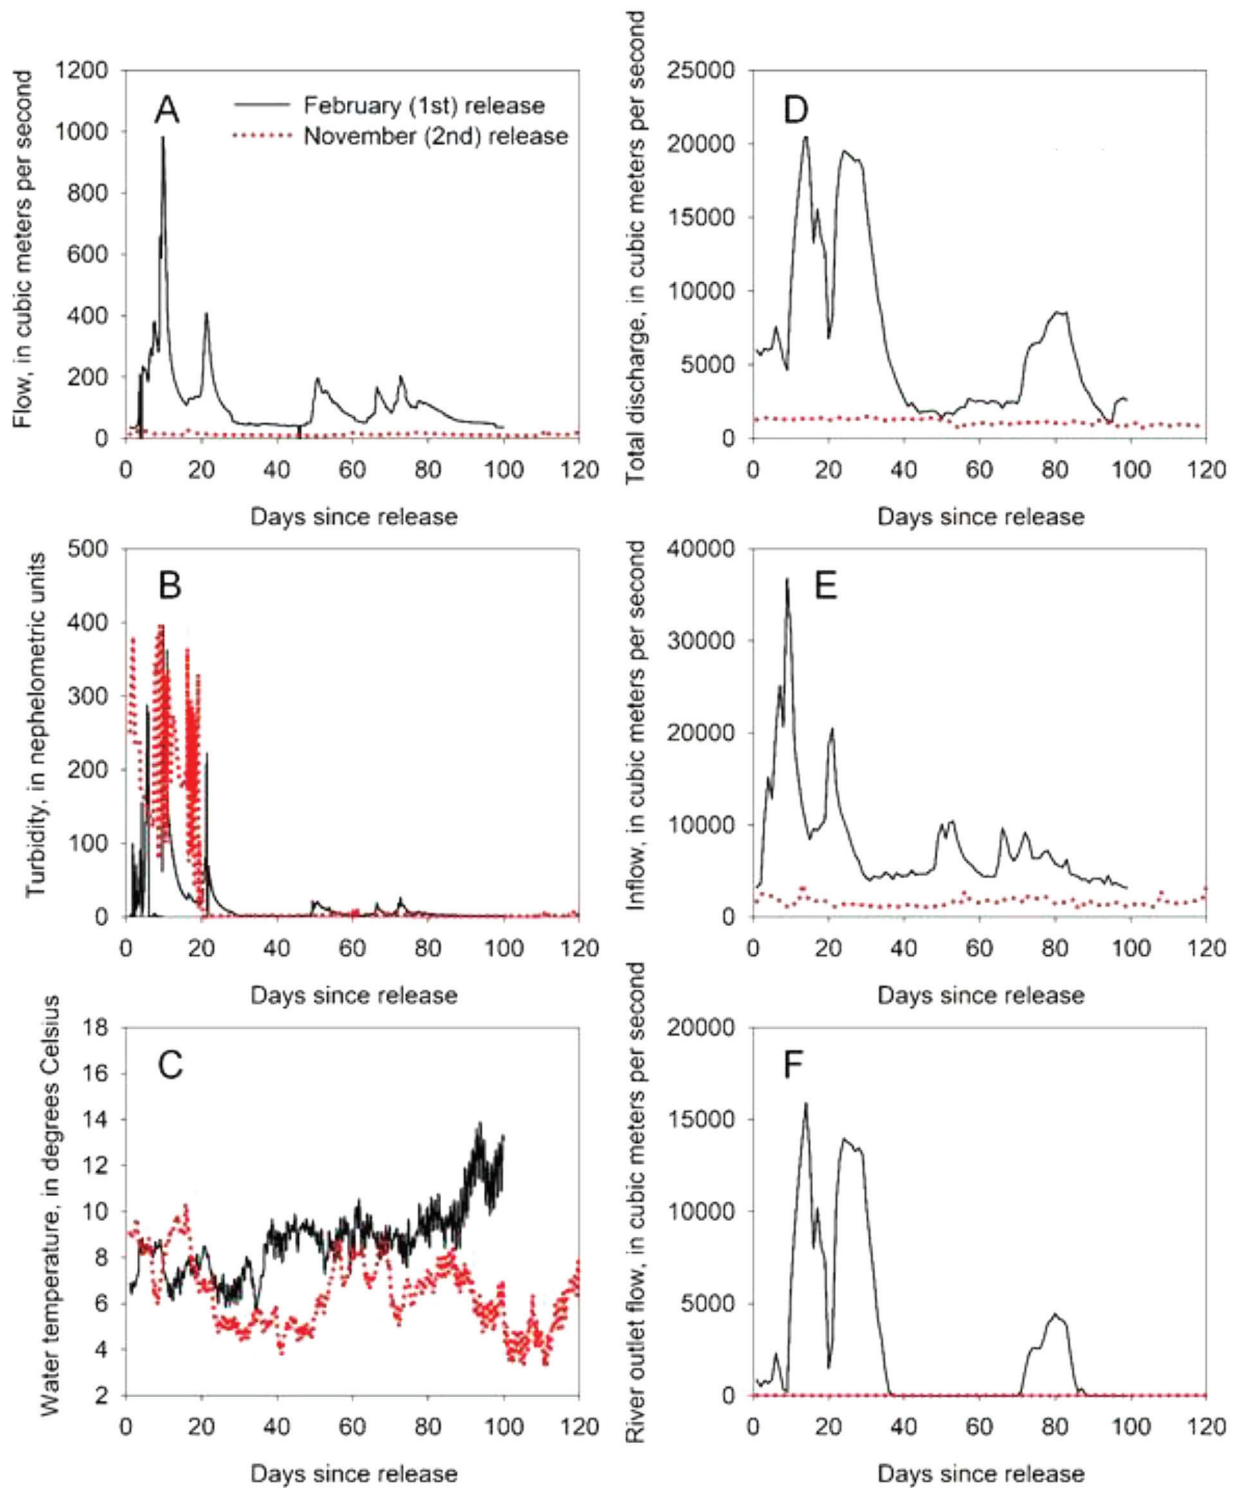 Flow, in cubic meters per second
1200
1000
800
600
400
200
0
A
February (1st) release
November (2nd) release
0 20 40 60 80 100 120
Days since release
Total discharge, in cubic meters per second
25000
20000
15000
10000
5000
0
D
0 20 40 60 80 100 120
Days since release
Turbidity, in nephelometric units
500
400
300
200
100
0
B
0 20 40 60 80 100 120
Days since release
Inflow, in cubic meters per second
40000
30000
20000
10000
0
E
0 20 40 60 80 100 120
Days since release
Water temperature, in degrees Celsius
18
16
14
12
10
8
6
4
2
C
0 20 40 60 80 100 120
Days since release
River outlet flow, in cubic meters per second
20000
15000
10000
5000
0
F
0 20 40 60 80 100 120
Days since release